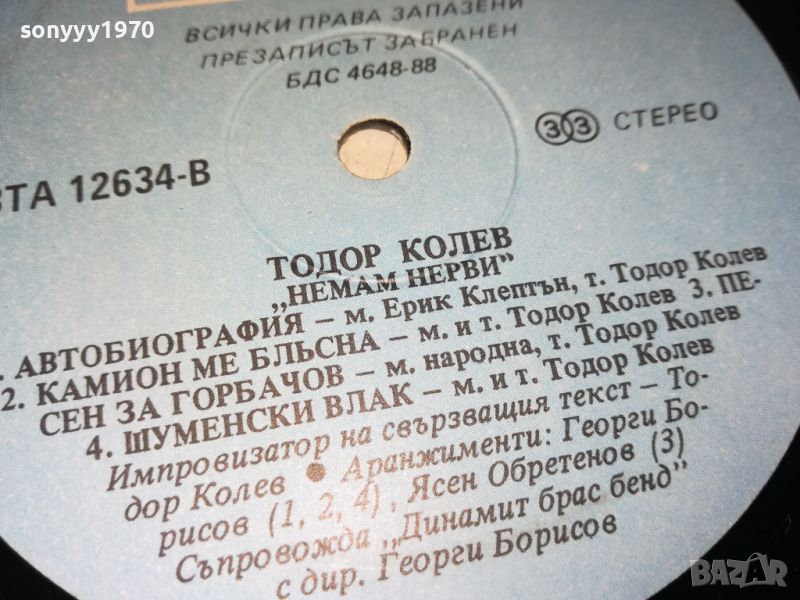 sonyyy1970
ВСИЧКИ ПРАВА ЗАПАЗЕНИ
ПРЕЗАПИСЪТ ЗАБРАНЕН
БДС 4648-88
ВТА 12634-В
33 СТЕРЕО
ТОДОР КОЛЕВ
„НЕМАМ НЕРВИ”
. АВТОБИОГРАФИЯ – м. Ерик Клептън, т. Тодор Колев
2. КАМИОН МЕ БЛЬСНА – м. и т. Тодор Колев 3. ПЕ-
СЕН ЗА ГОРБАЧОВ – м. народна, т. Тодор Колев
4. ШУМЕНСКИ ВЛАК – м. и т. Тодор Колев
Импровизатор на свързващия текст – То-
дор Колев ● Аранжименти: Георги Бо-
рисов (1, 2, 4), Ясен Обретенов (3)
Съпровожда „Динамит брас бенд”
с дир. Георги Борисов
BAZAR